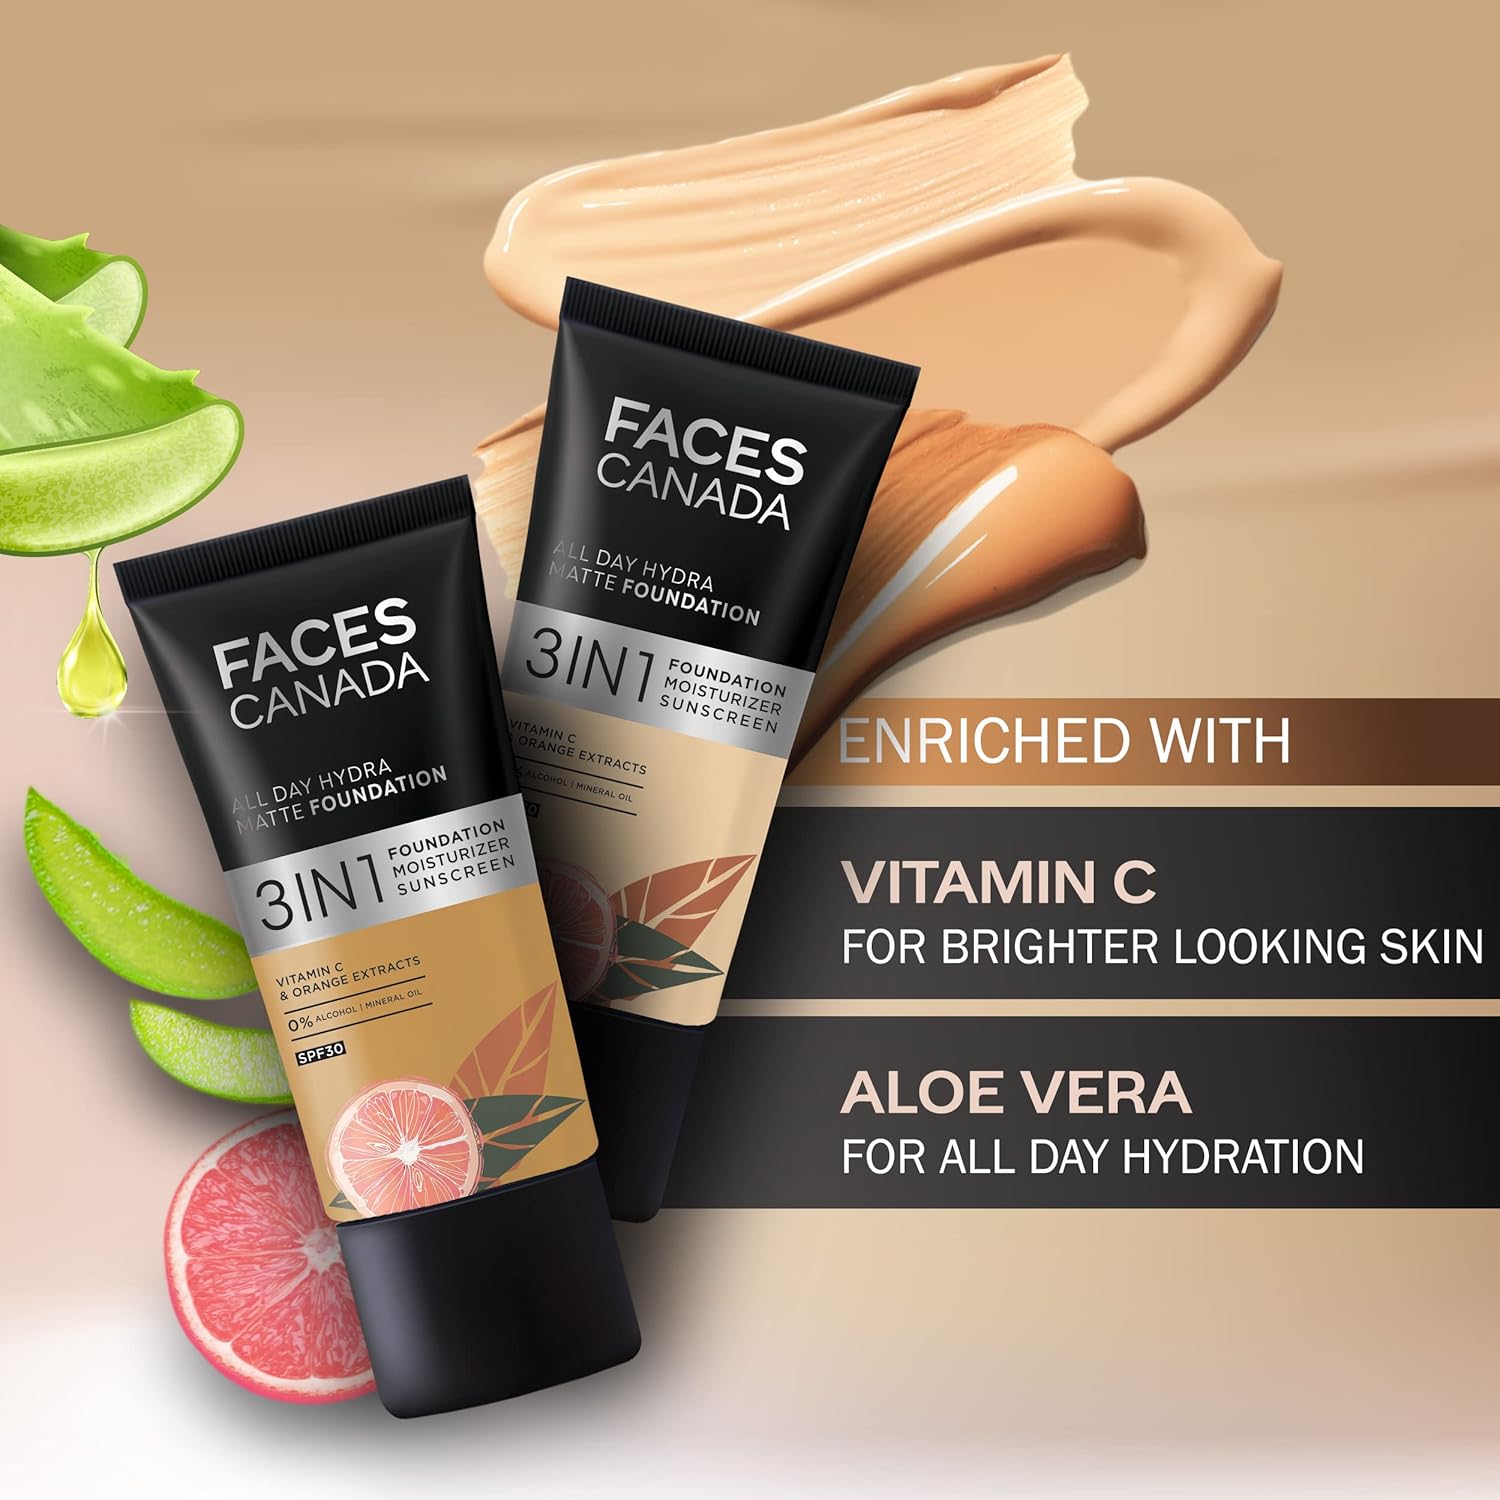 FACES
CANADA
ALL DAY HYDRA
MATTE FOUNDATION
3IN1
FOUNDATION
MOISTURIZER
SUNSCREEN
VITAMIN C
& ORANGE EXTRACTS
ALCOHOL | MINERAL OIL
FACES
CANADA
ALL DAY HYDRA
MATTE FOUNDATION
3IN1
FOUNDATION
MOISTURIZER
SUNSCREEN
VITAMIN C
& ORANGE EXTRACTS
0% ALCOHOL | MINERAL OIL
SPF30
ENRICHED WITH
VITAMIN C
FOR BRIGHTER LOOKING SKIN
ALOE VERA
FOR ALL DAY HYDRATION